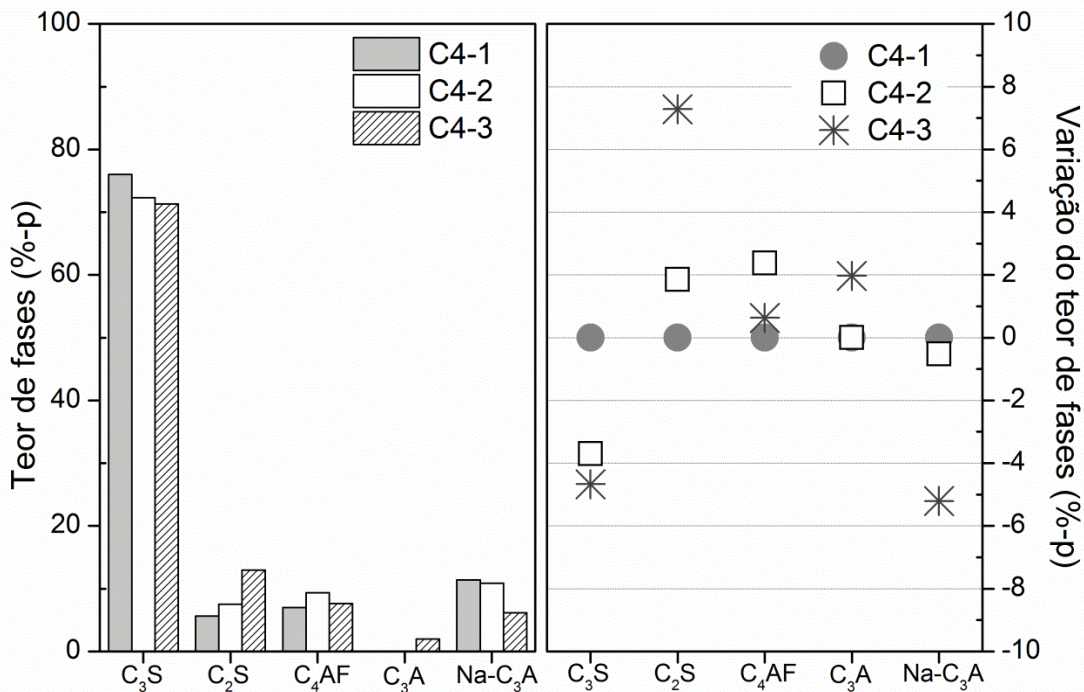 Teor de fases (%-p)
100
80
60
40
20
0
C4-1
C4-2
C4-3
C₃S
C₂S
C₄AF
C₃A
Na-C₃A
C4-1
C4-2
C4-3
C₃S
C₂S
C₄AF
C₃A
Na-C₃A
10
8
6
4
2
0
-2
-4
-6
-8
-10
Variação do teor de fases (%-p)